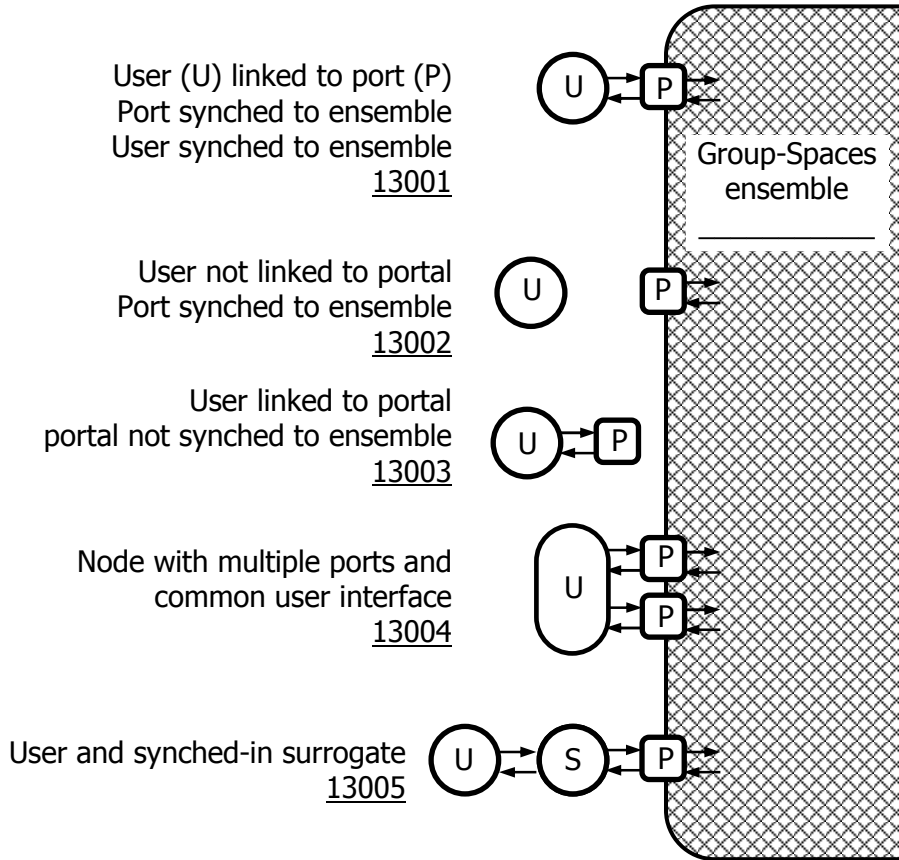 User (U) linked to port (P)
Port synched to ensemble
User synched to ensemble
13001
U
P
Group-Spaces
ensemble
User not linked to portal
Port synched to ensemble
13002
U
P
User linked to portal
portal not synched to ensemble
13003
U
P
Node with multiple ports and
common user interface
13004
U
P
P
User and synched-in surrogate
13005
U
S
P